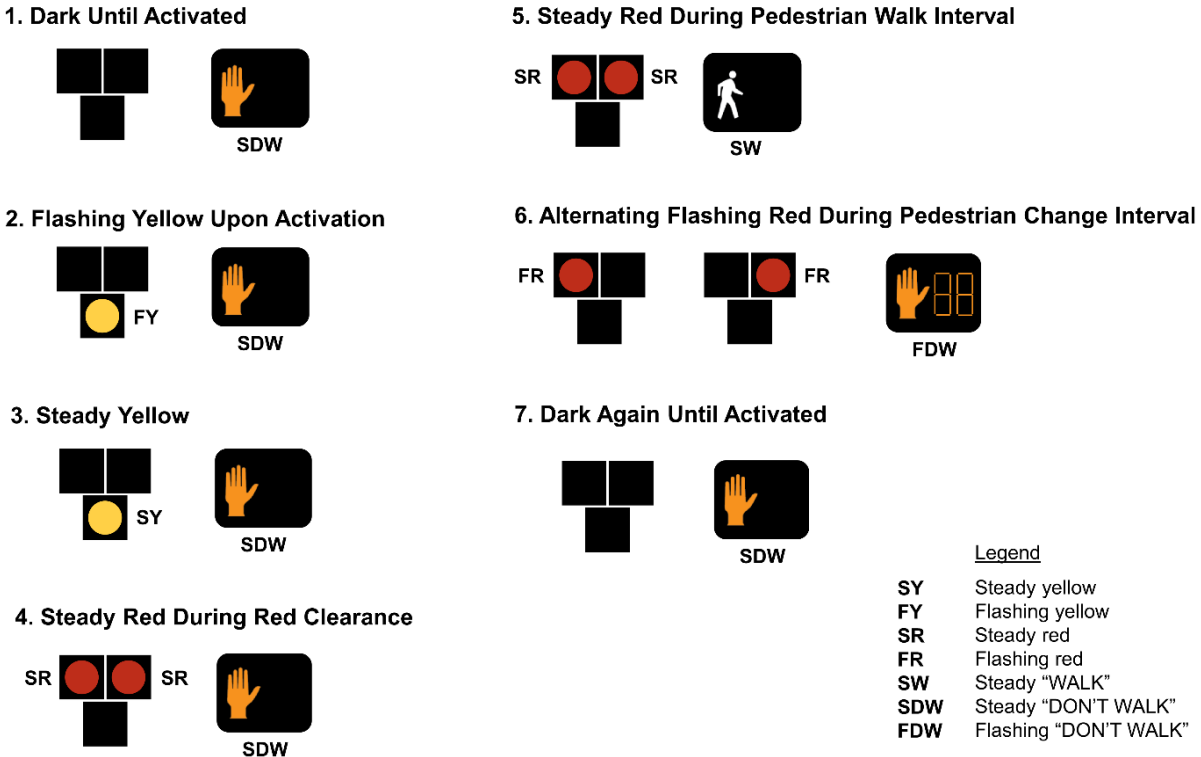 1. Dark Until Activated
SDW
2. Flashing Yellow Upon Activation
FY
SDW
3. Steady Yellow
SY
SDW
4. Steady Red During Red Clearance
SR SR
SDW
5. Steady Red During Pedestrian Walk Interval
SR SR
SW
6. Alternating Flashing Red During Pedestrian Change Interval
FR FR
88
FDW
7. Dark Again Until Activated
SDW
Legend
SY Steady yellow
FY Flashing yellow
SR Steady red
FR Flashing red
SW Steady “WALK”
SDW Steady “DON’T WALK”
FDW Flashing “DON’T WALK”